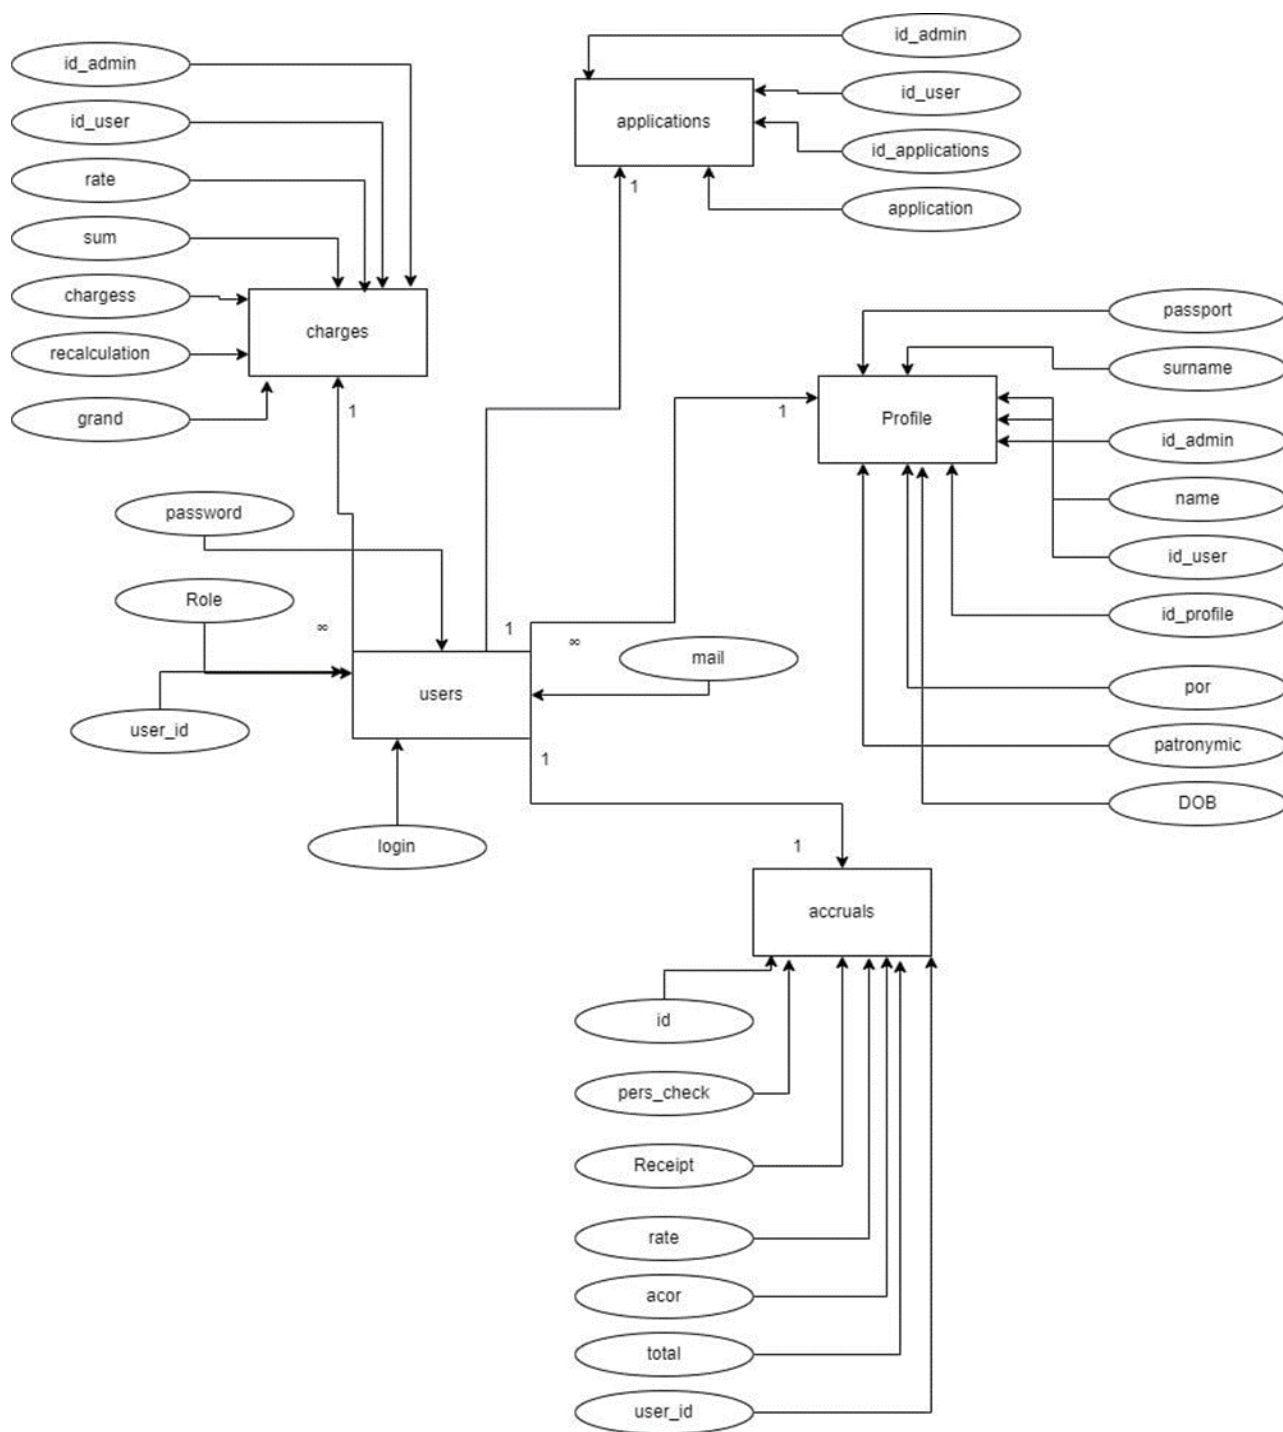 id_admin
id_user
rate
sum
chargess
recalculation
grand
charges
1
applications
1
id_admin
id_user
id_applications
application
passport
surname
id_admin
name
id_user
id_profile
por
patronymic
DOB
Profile
1
password
Role
user_id
∞
users
1
∞
mail
1
login
1
accruals
id
pers_check
Receipt
rate
acor
total
user_id